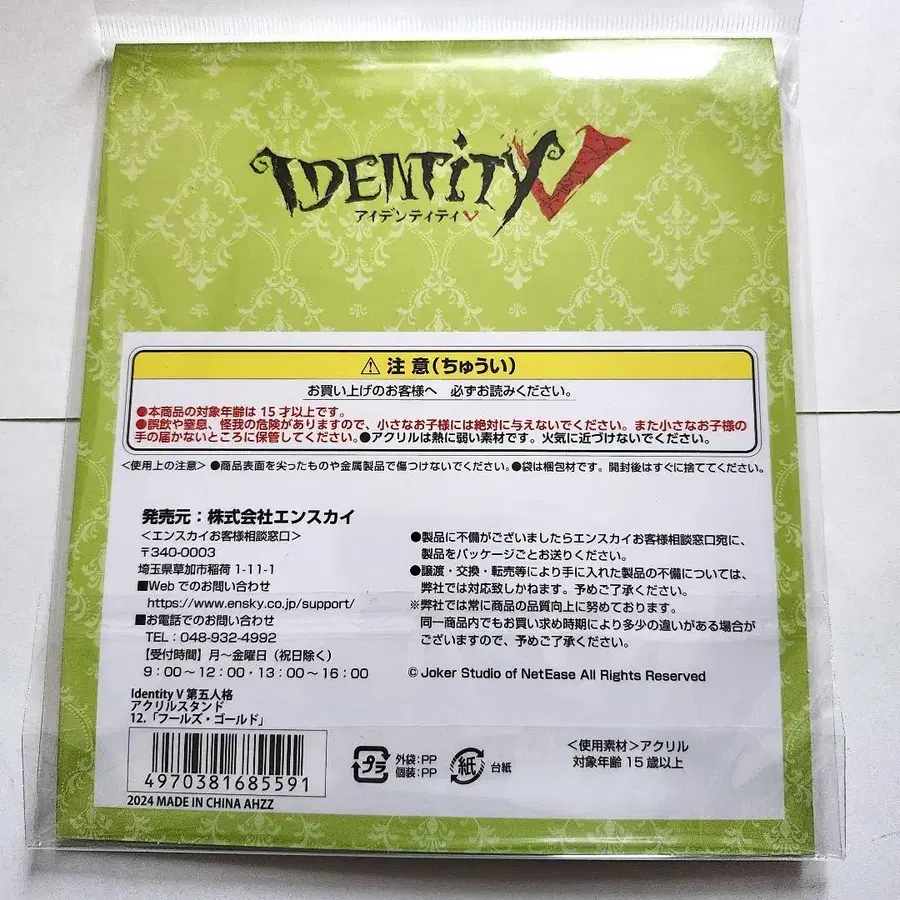 IDENTITY V
アイデンティティV
⚠ 注意(ちゅうい)
お買い上げのお客様へ 必ずお読みください。
●本商品の対象年齢は15才以上です。
●誤飲や窒息、怪我の危険がありますので、小さなお子様には絶対に与えないでください。また小さなお子様の
手の届かないところに保管してください。●アクリルは熱に弱い素材です。火気に近づけないでください。
<使用上の注意> ●商品表面を尖ったものや金属製品で傷つけないでください。●袋は梱包材です。開封後はすぐに捨ててください。
発売元:株式会社エンスカイ
<エンスカイお客様相談窓口>
〒340-0003
埼玉県草加市稲荷 1-11-1
■Webでのお問い合わせ
https://www.ensky.co.jp/support/
■お電話でのお問い合わせ
TEL:048-932-4992
【受付時間】月~金曜日(祝日除く)
9:00~12:00・13:00~16:00
●製品に不備がございましたらエンスカイお客様相談窓口宛に、
製品をパッケージごとお送りください。
●譲渡・交換・転売等により手に入れた製品の不備については、
弊社では対応致しかねます。予めご了承ください。
※弊社では常に商品の品質向上に努めております。
同一商品内でもお買い求め時期により多少の違いがある場合が
ございますので、予めご了承ください。
© Joker Studio of NetEase All Rights Reserved
Identity V 第五人格
アクリルスタンド
12.「フールズ・ゴールド」
4970381685591
2024 MADE IN CHINA AHZZ
プラ
外袋:PP
個装:PP
紙
台紙
<使用素材>アクリル
対象年齢 15 歳以上